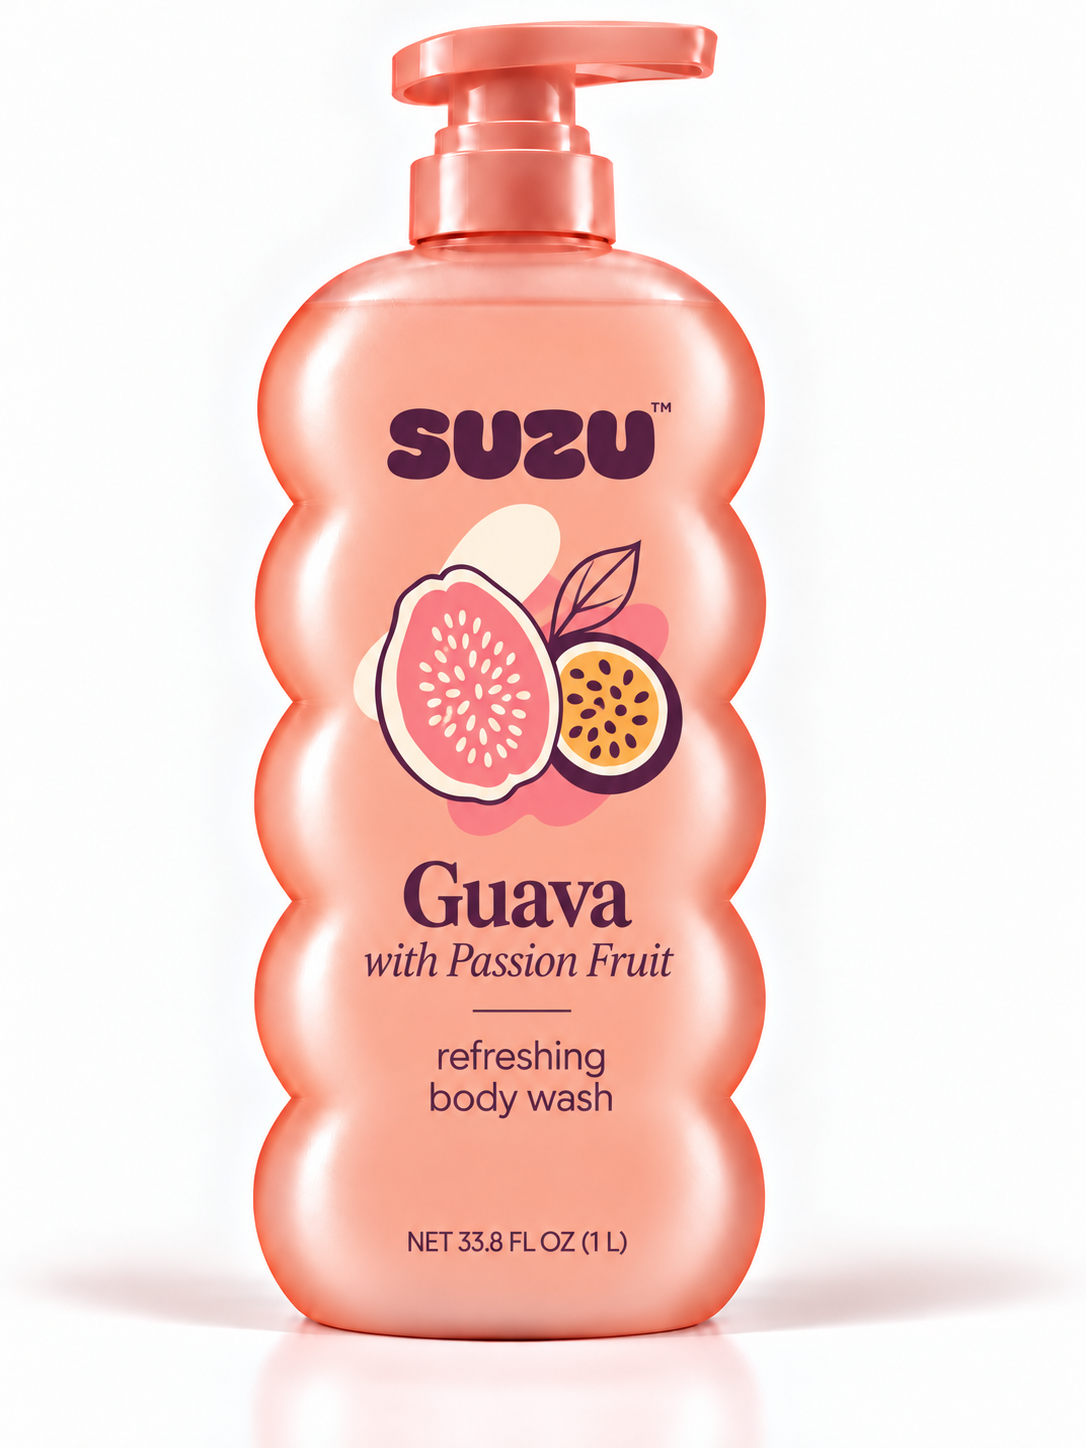 SUZU™
Guava
with Passion Fruit
refreshing
body wash
NET 33.8 FL OZ (1 L)